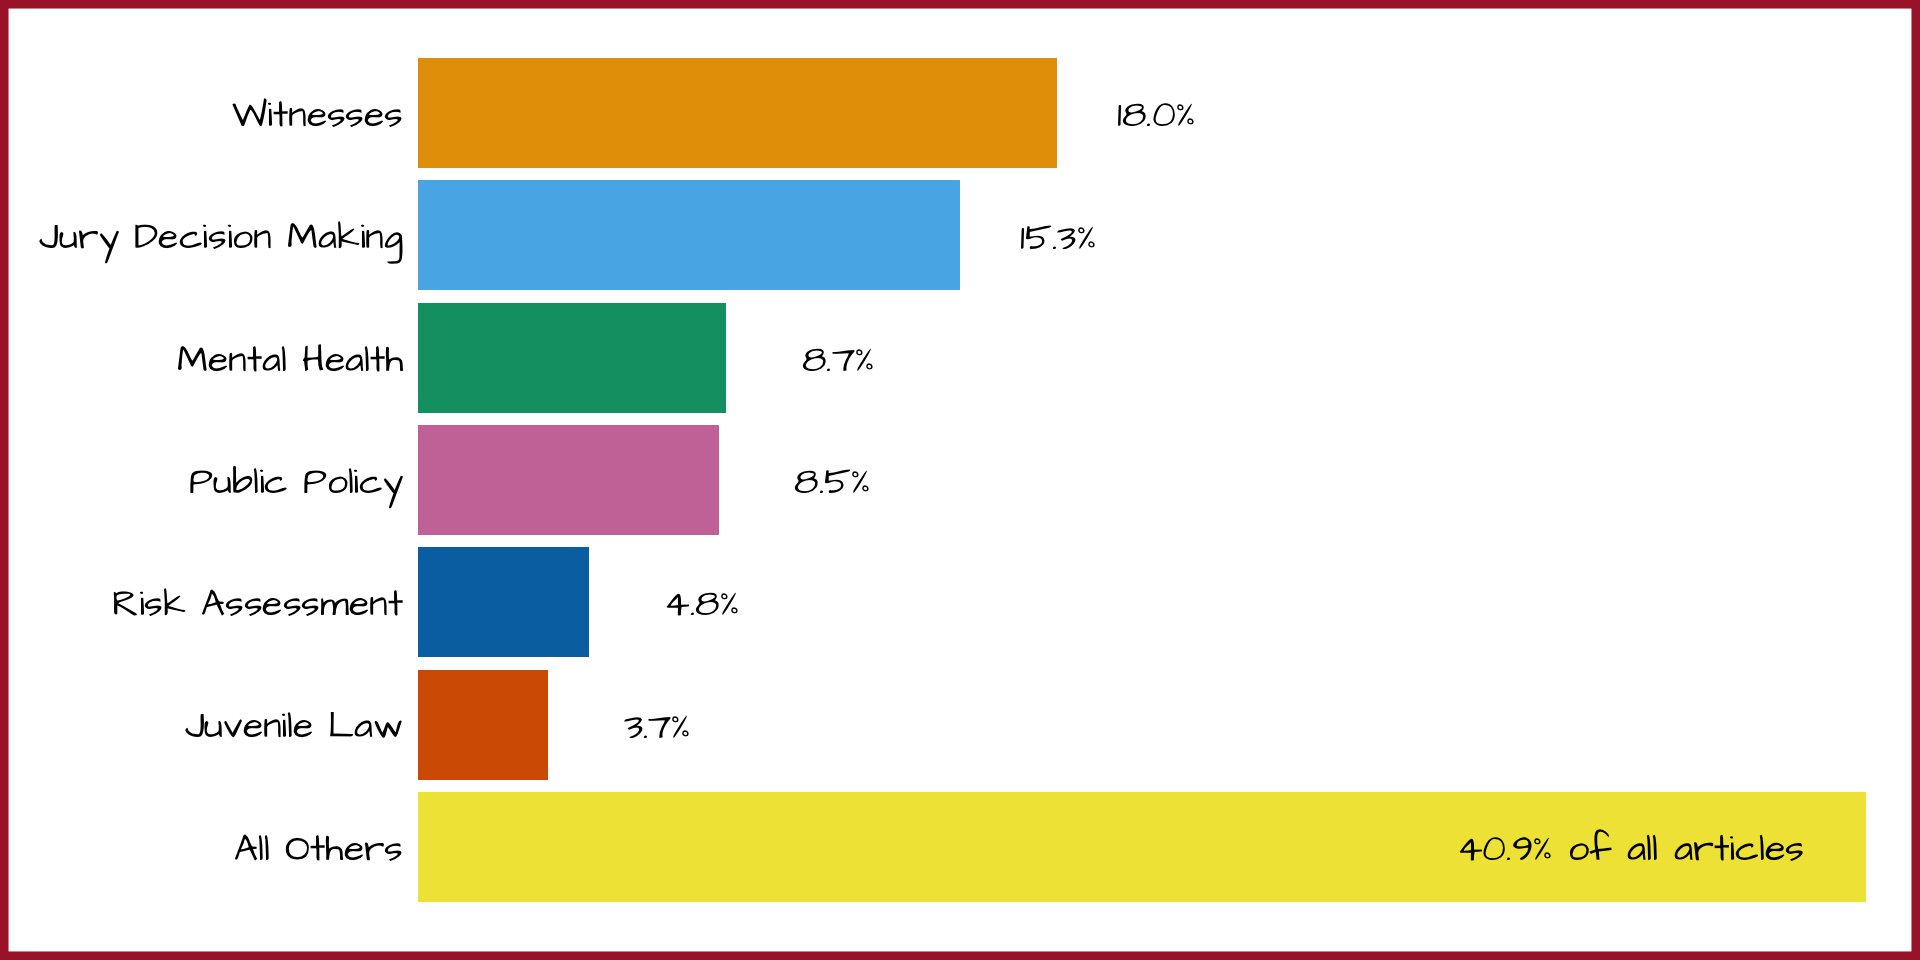 Witnesses 18.0%
Jury Decision Making 15.3%
Mental Health 8.7%
Public Policy 8.5%
Risk Assessment 4.8%
Juvenile Law 3.7%
All Others 40.9% of all articles